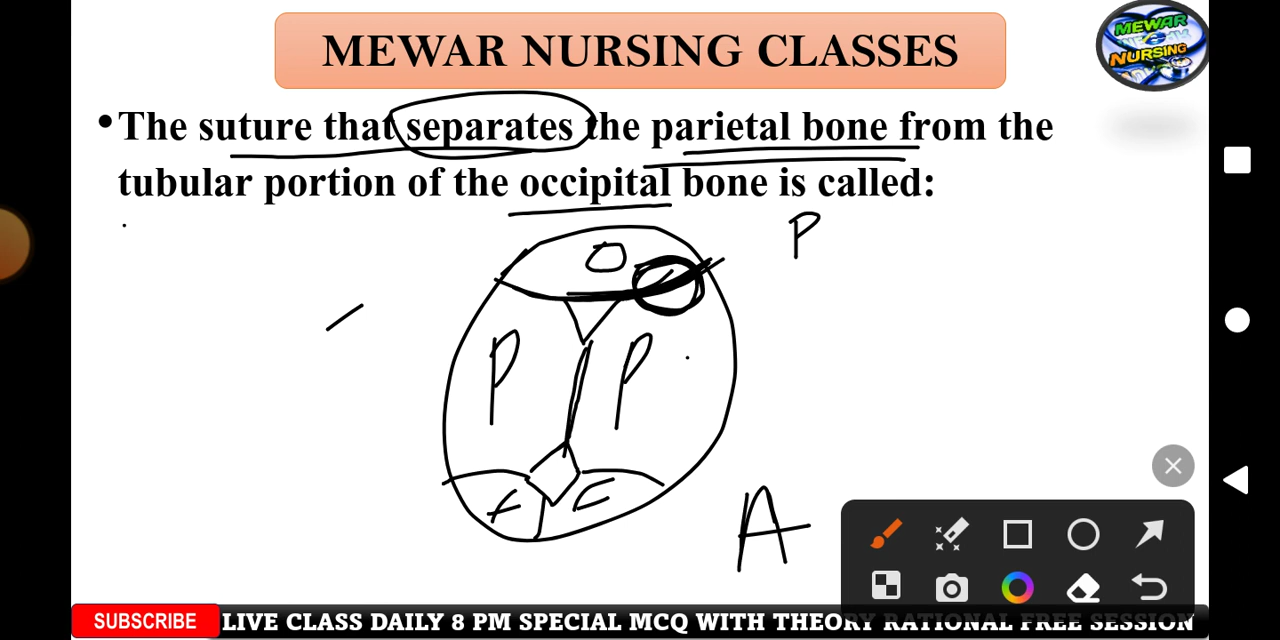 MEWAR NURSING CLASSES
MEWAR
NURSING
•The suture that separates the parietal bone from the
tubular portion of the occipital bone is called:
P
O
P P
F F
A
SUBSCRIBE LIVE CLASS DAILY 8 PM SPECIAL MCQ WITH THEORY RATIONAL FREE SESSION